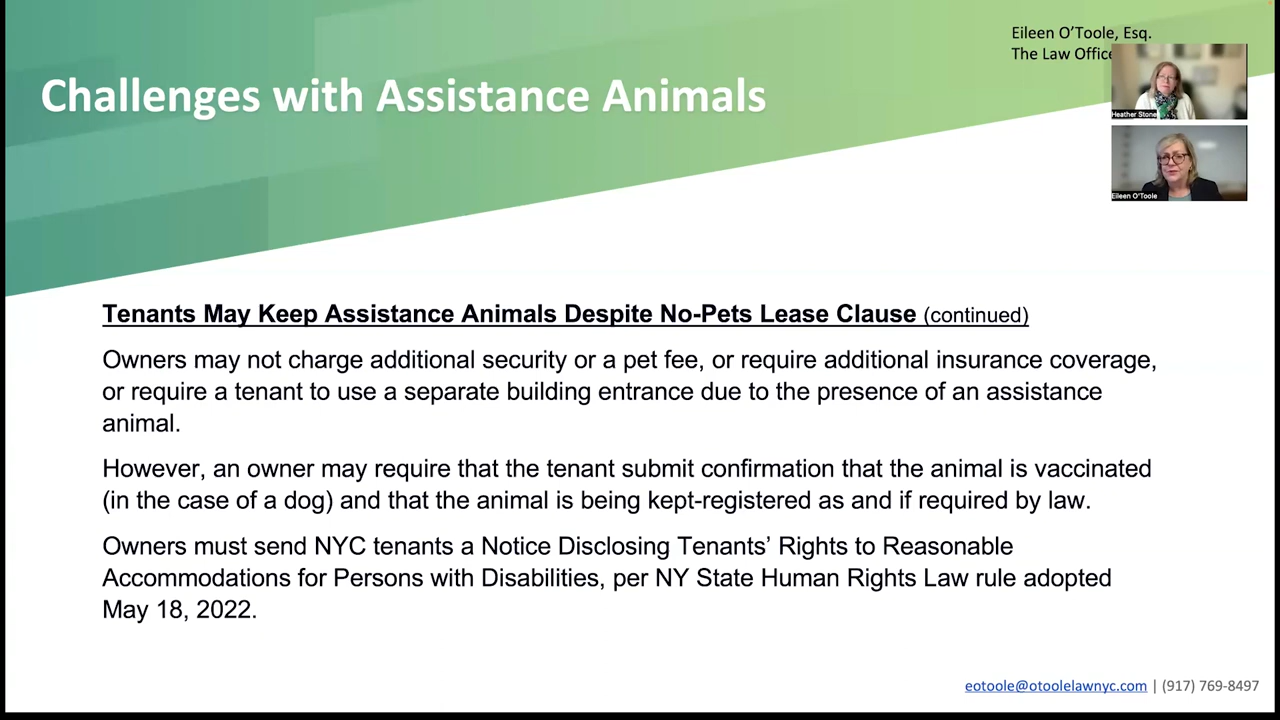 Eileen O'Toole, Esq.
The Law Office
Challenges with Assistance Animals
Heather Stone
Eileen O'Toole
Tenants May Keep Assistance Animals Despite No-Pets Lease Clause (continued)
Owners may not charge additional security or a pet fee, or require additional insurance coverage,
or require a tenant to use a separate building entrance due to the presence of an assistance
animal.
However, an owner may require that the tenant submit confirmation that the animal is vaccinated
(in the case of a dog) and that the animal is being kept-registered as and if required by law.
Owners must send NYC tenants a Notice Disclosing Tenants' Rights to Reasonable
Accommodations for Persons with Disabilities, per NY State Human Rights Law rule adopted
May 18, 2022.
eotoole@otoolelawnyc.com | (917) 769-8497